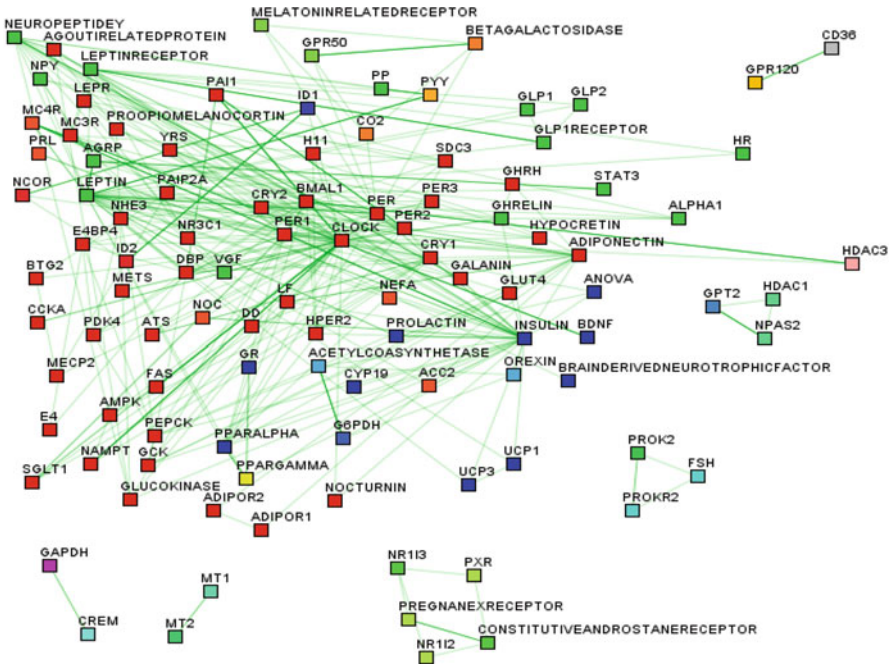 NEUROPEPTIDEY
MELATONINRELATEDRECEPTOR
AGOUTIRELATEDPROTEIN
GPR50
BETAGALACTOSIDASE
CD36
LEPTINRECEPTOR
NPY
GPR120
LEPR
PAI1
PP
PYY
ID1
GLP1
GLP2
MC4R
MC3R
PROOPIOMELANOCORTIN
CO2
PRL
YRS
H11
SDC3
GLP1RECEPTOR
HR
AGRP
NCOR
LEPTIN
PAIP2A
GHRH
STAT3
CRY2
BMAL1
PER
PER3
NHE3
GHRELIN
ALPHA1
E4BP4
NR3C1
PER1
PER2
HYPOCRETIN
CLOCK
ID2
DBP
VGF
CRY1
ADIPONECTIN
HDAC3
BTG2
METS
GALANIN
GLUT4
ANOVA
LF
NEFA
GPT2
HDAC1
CCKA
PDK4
ATS
NOC
DD
HPER2
PROLACTIN
INSULIN
BDNF
NPAS2
MECP2
GR
ACETYLCOASYNTHETASE
OREXIN
FAS
CYP19
ACC2
BRAINDERIVEDNEUROTROPHICFACTOR
E4
AMPK
PEPCK
PPARALPHA
G6PDH
SGLT1
NAMPT
GCK
PPARGAMMA
UCP1
UCP3
PROK2
FSH
GLUCOKINASE
NOCTURNIN
PROKR2
ADIPOR2
ADIPOR1
GAPDH
MT1
NR1I3
PXR
CREM
MT2
PREGNANEXRECEPTOR
CONSTITUTIVEANDROSTANERECEPTOR
NR1I2